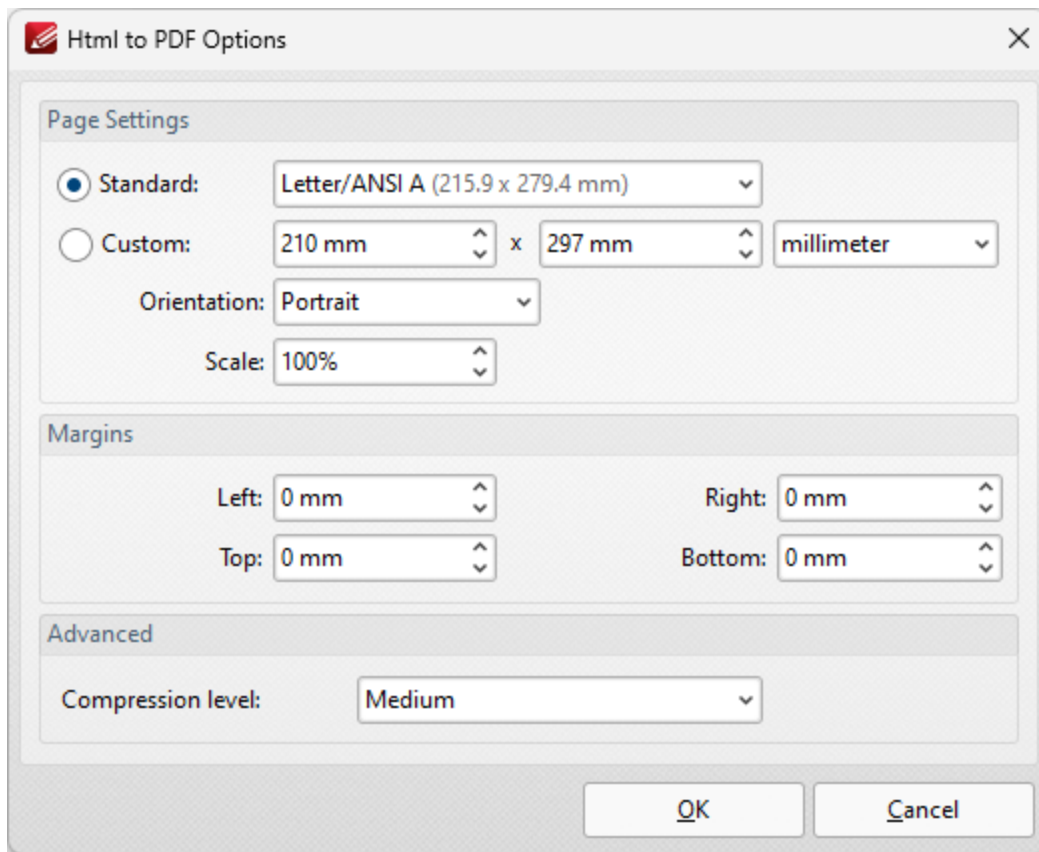 Html to PDF Options
Page Settings
Standard: Letter/ANSI A (215.9 x 279.4 mm)
Custom: 210 mm x 297 mm millimeter
Orientation: Portrait
Scale: 100%
Margins
Left: 0 mm Right: 0 mm
Top: 0 mm Bottom: 0 mm
Advanced
Compression level: Medium
OK Cancel